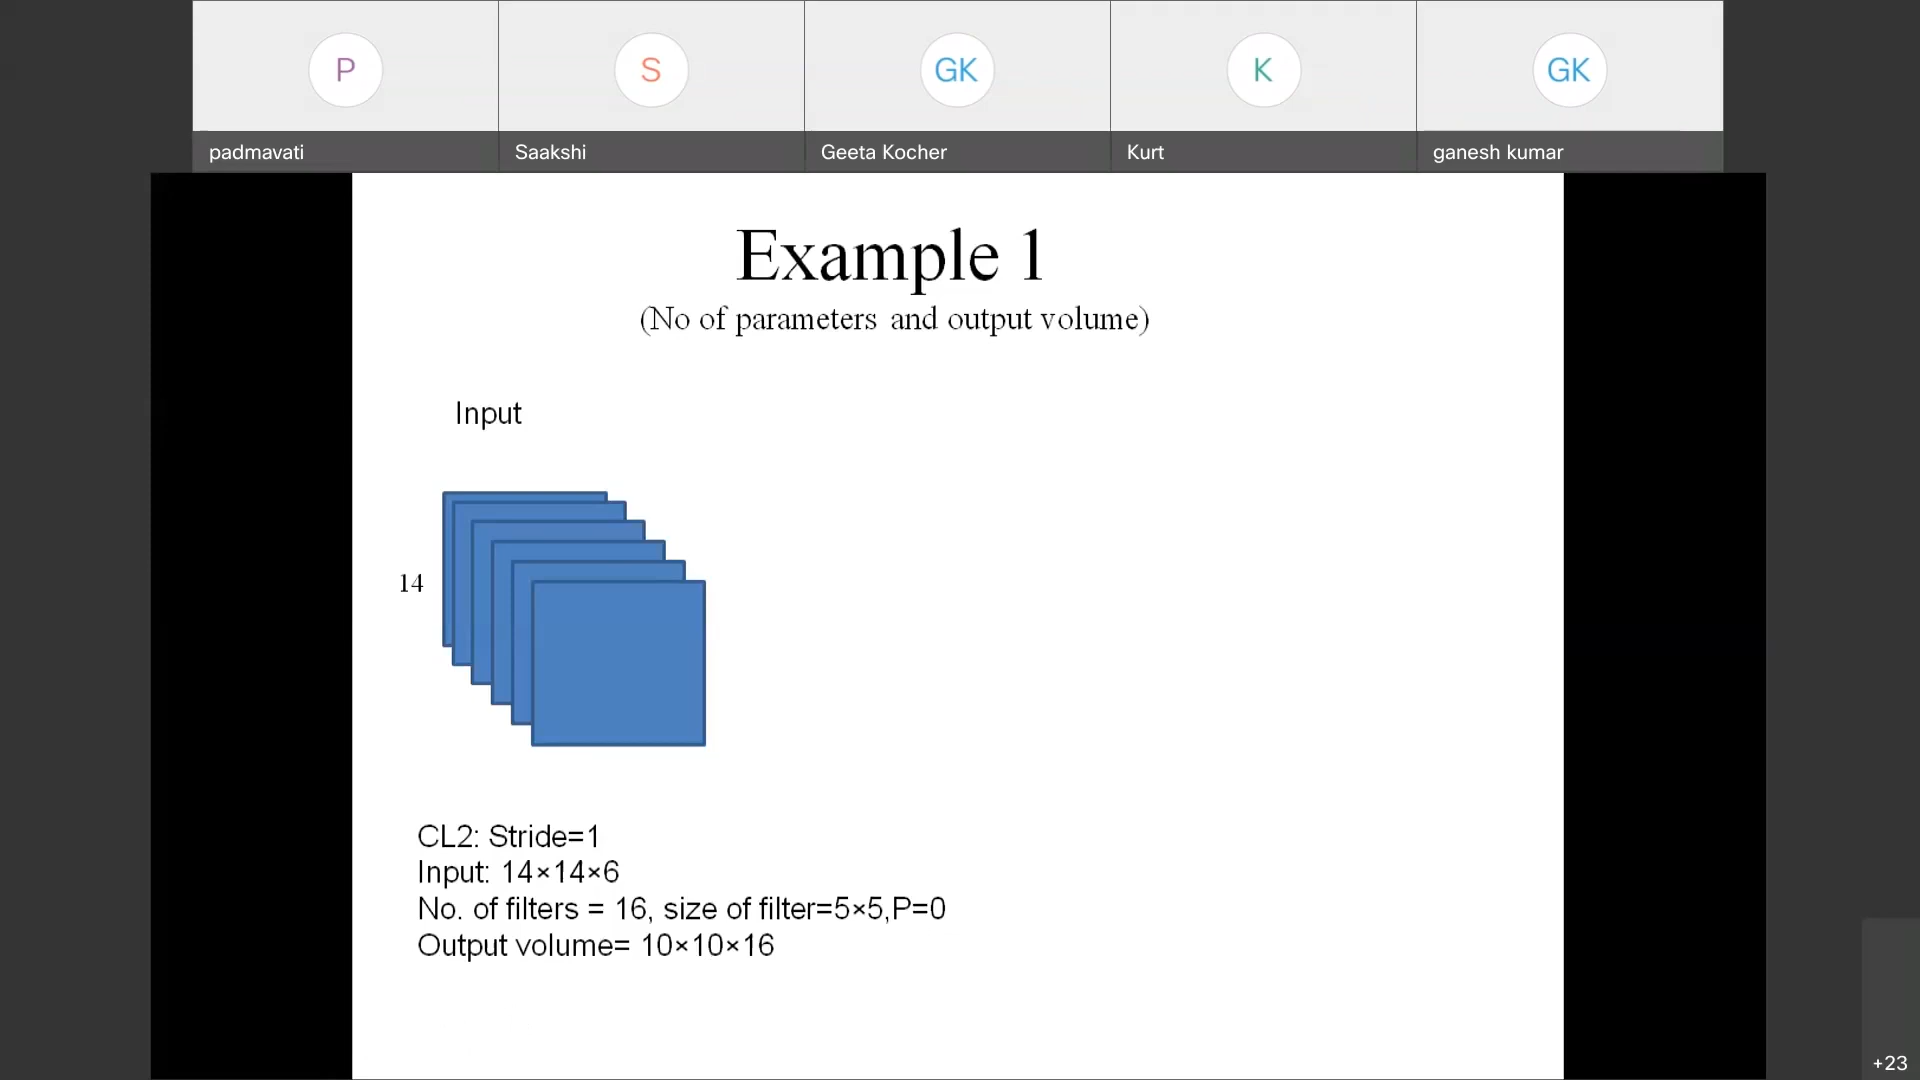 P
S
GK
K
GK
padmavati
Saakshi
Geeta Kocher
Kurt
ganesh kumar
Example 1
(No of parameters and output volume)
Input
14
CL2: Stride=1
Input: 14×14×6
No. of filters = 16, size of filter=5×5,P=0
Output volume= 10×10×16
+23